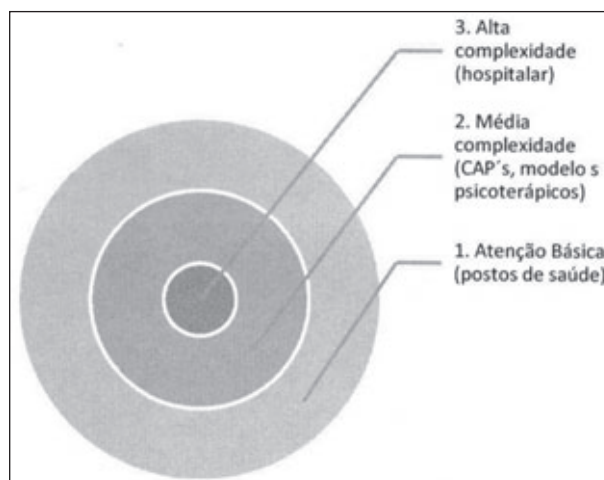 3. Alta
complexidade
(hospitalar)
2. Média
complexidade
(CAP´s, modelo s
psicoterápicos)
1. Atenção Básica
(postos de saúde)